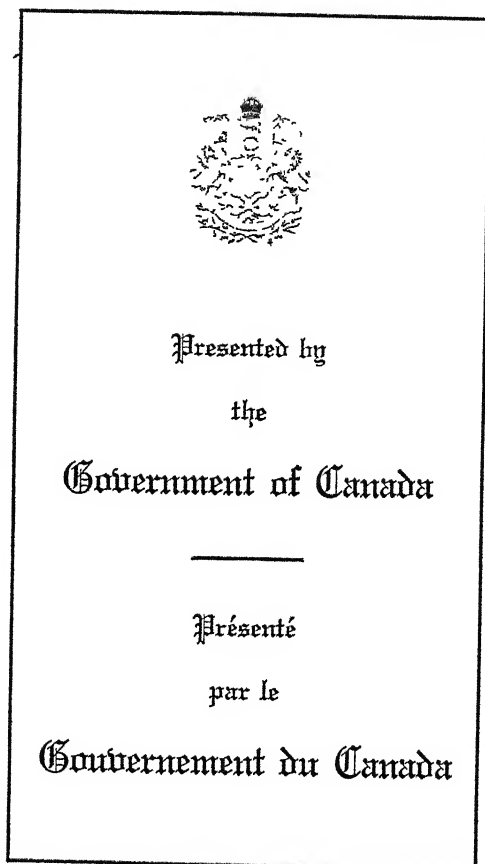 Presented by
the
Government of Canada
Présenté
par le
Gouvernement du Canada